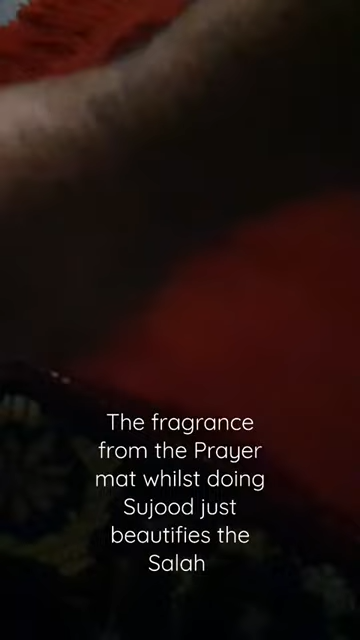 The fragrance
from the Prayer
mat whilst doing
Sujood just
beautifies the
Salah